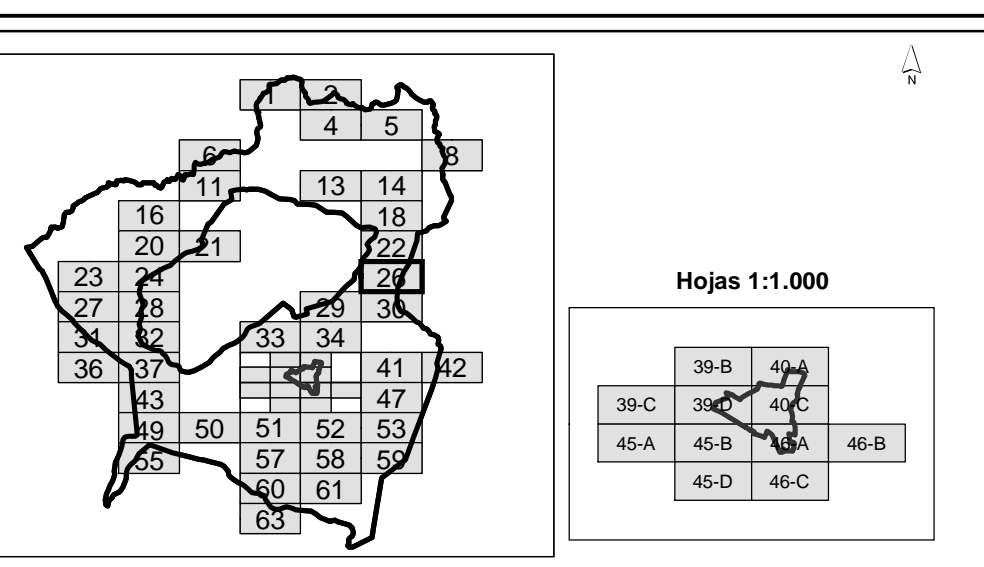 N
1 2
4 5
6 8
11 13 14
16 18
20 21 22
23 24 26
Hojas 1:1.000
27 28 29 30
31 32 33 34
36 37 41 42
39-B 40-A
43 47
39-C 39-D 40-C
49 50 51 52 53
45-A 45-B 46-A 46-B
55 57 58 59
45-D 46-C
60 61
63